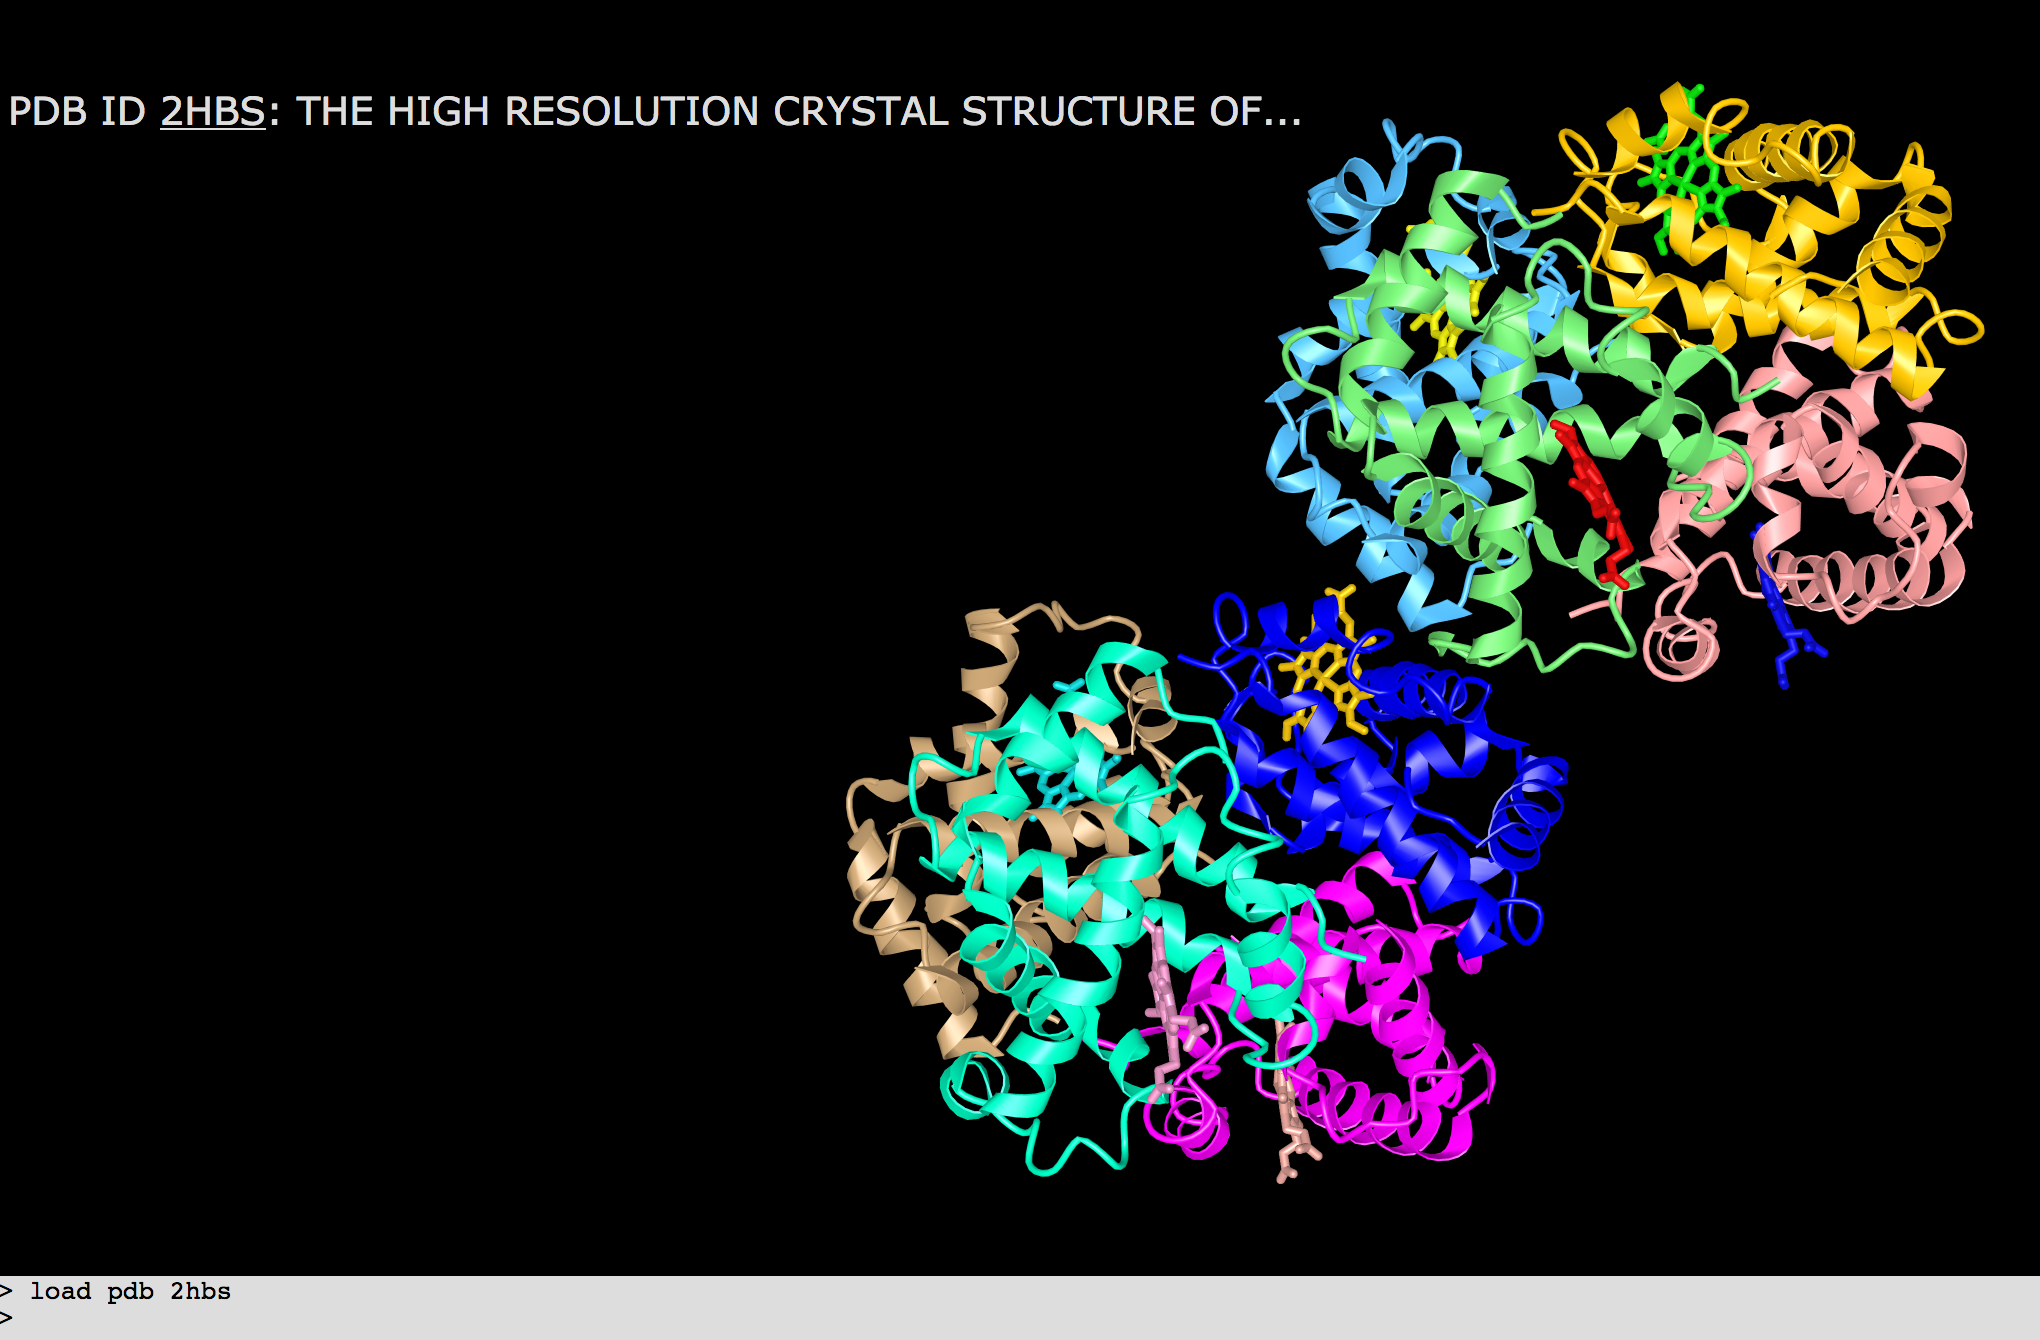 PDB ID 2HBS: THE HIGH RESOLUTION CRYSTAL STRUCTURE OF...
> load pdb 2hbs
>